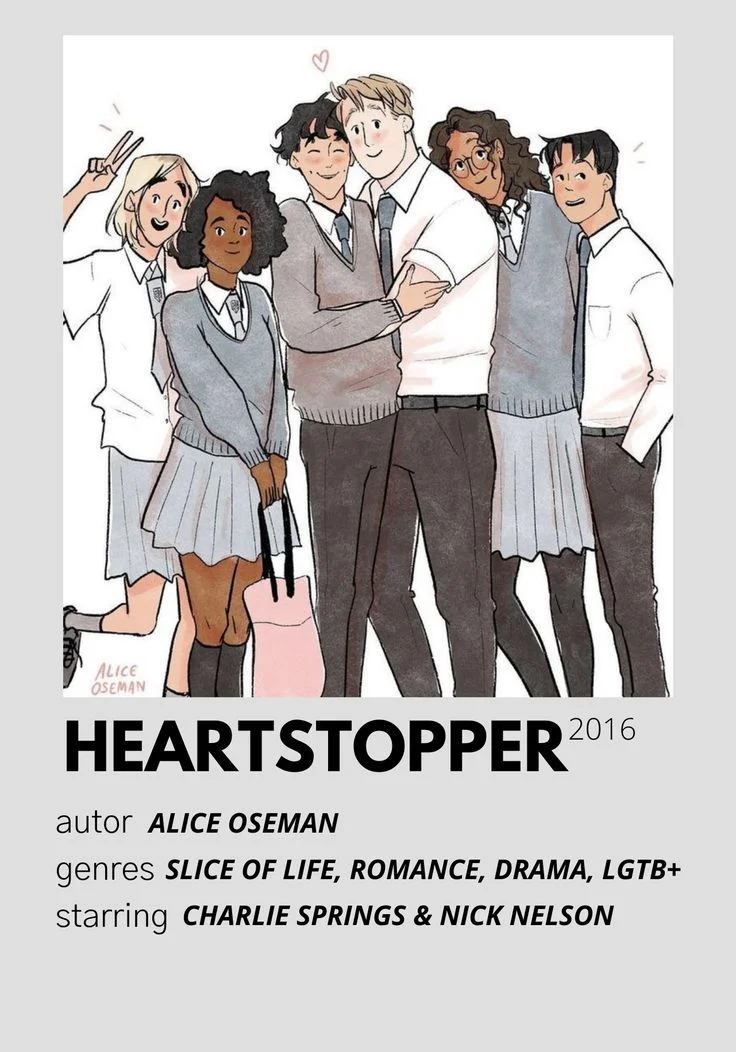 ALICE
OSEMAN
HEARTSTOPPER 2016
autor ALICE OSEMAN
genres SLICE OF LIFE, ROMANCE, DRAMA, LGTB+
starring CHARLIE SPRINGS & NICK NELSON